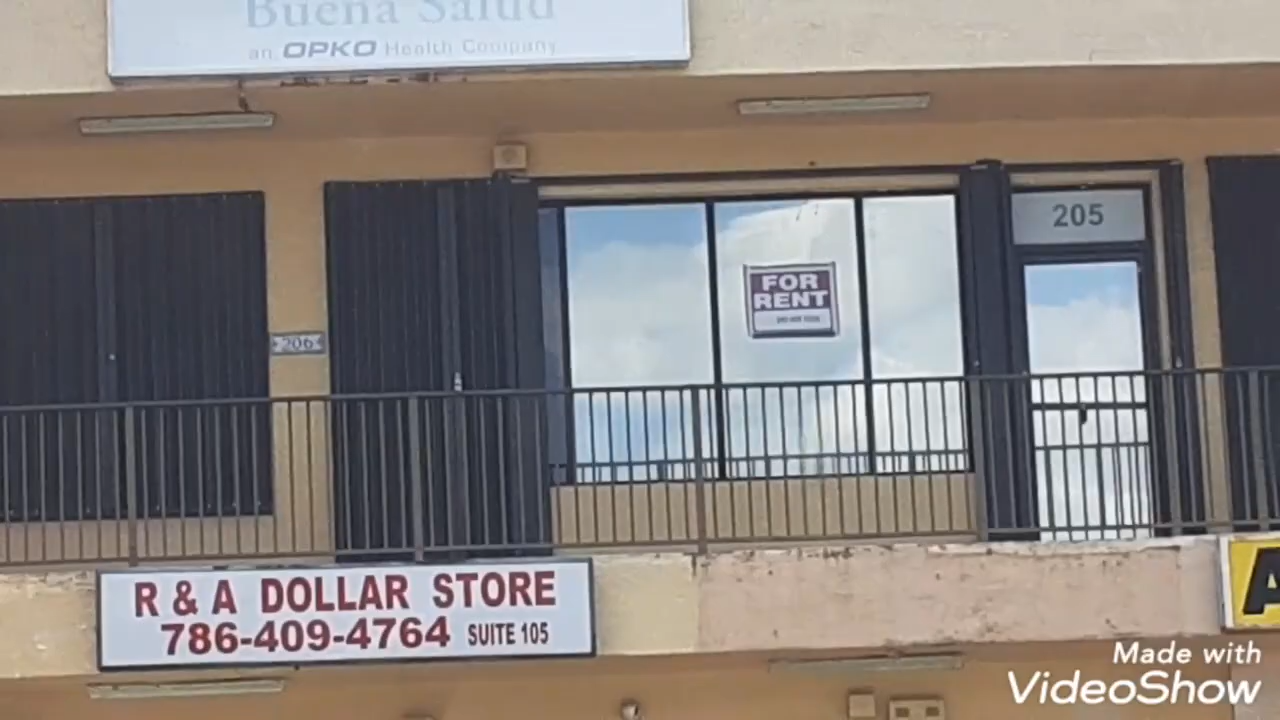 Buena Salud
an OPKO Health Company
205
FOR
RENT
206
R & A DOLLAR STORE
786-409-4764 SUITE 105
A
Made with
VideoShow